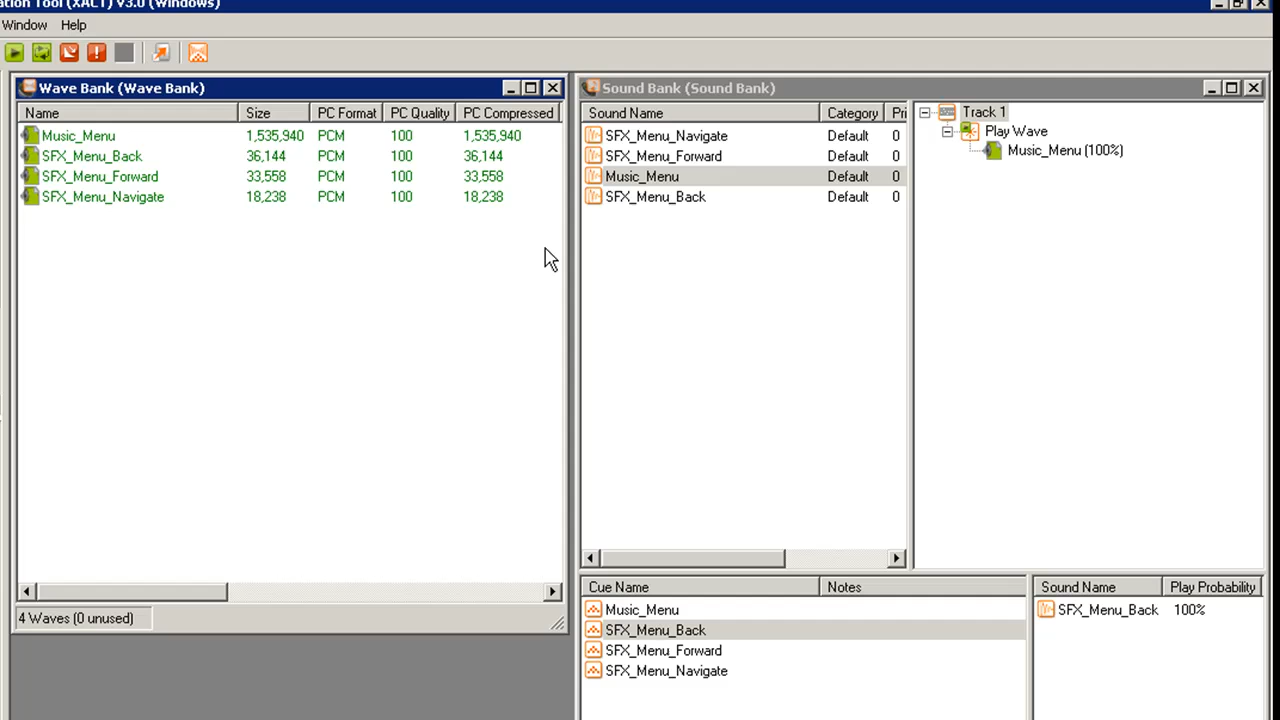 ation Tool (XACT) v3.0 (Windows)
Window Help
Wave Bank (Wave Bank)
Name Size PC Format PC Quality PC Compressed
Music_Menu 1,535,940 PCM 100 1,535,940
SFX_Menu_Back 36,144 PCM 100 36,144
SFX_Menu_Forward 33,558 PCM 100 33,558
SFX_Menu_Navigate 18,238 PCM 100 18,238
4 Waves (0 unused)
Sound Bank (Sound Bank)
Sound Name Category Pri
SFX_Menu_Navigate Default 0
SFX_Menu_Forward Default 0
Music_Menu Default 0
SFX_Menu_Back Default 0
Track 1
Play Wave
Music_Menu (100%)
Cue Name Notes
Music_Menu
SFX_Menu_Back
SFX_Menu_Forward
SFX_Menu_Navigate
Sound Name Play Probability
SFX_Menu_Back 100%